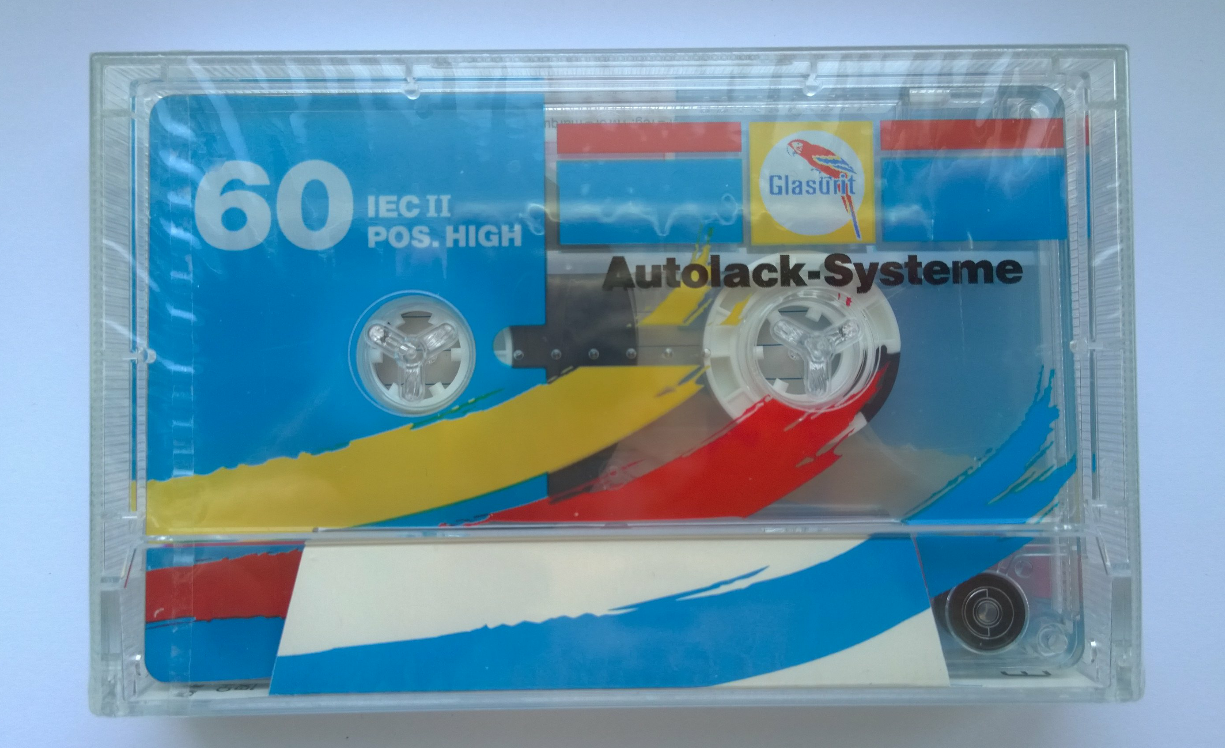 60
IEC II
POS. HIGH
Glasurit
Autolack-Systeme